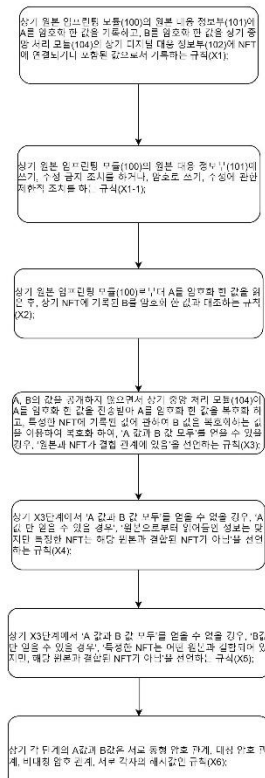 상기 원본 임프린팅 모듈(100)의 원본 대응 정보부(101)에
A를 암호화 한 값을 기록하고, B를 암호화 한 값을 상기 중
앙 처리 모듈(104)의 상기 디지털 대응 정보부(102)에 NFT
에 연결되거나 포함된 값으로서 기록하는 규칙(X1);
상기 원본 임프린팅 모듈(100)의 원본 대응 정보부(101)에
쓰기, 수정 금지 조치를 하거나, 암호로 쓰기, 수정에 관한
제한적 조치를 하는 규칙(X1-1);
상기 원본 임프린팅 모듈(100)로부터 A를 암호화 한 값을 읽
은 후, 상기 NFT에 기록된 B를 암호화 한 값과 대조하는 규칙
(X2);
A, B의 값을 공개하지 않으면서 상기 중앙 처리 모듈(104)이
A를 암호화 한 값을 전송받아 A를 암호화 한 값을 복호화 하
고, 특정한 NFT에 기록된 값에 관하여 B 값을 복호화하는 값
을 이용하여 복호화 하여, 'A 값과 B 값 모두'를 얻을 수 있을
경우, '원본과 NFT가 결합 관계에 있음'을 선언하는 규칙(X3);
상기 X3단계에서 'A 값과 B 값 모두'를 얻을 수 없을 경우, 'A
값 만 얻을 수 있을 경우', '원본으로부터 읽어들인 정보는 맞
지만 특정한 NFT는 해당 원본과 결합된 NFT가 아님'을 선언
하는 규칙(X4);
상기 X3단계에서 'A 값과 B 값 모두'를 얻을 수 없을 경우, 'B값
만 얻을 수 있을 경우', '특정한 NFT는 어떤 원본과 결합되어 있
지만, 해당 원본과 결합된 NFT가 아님'을 선언하는 규칙(X5);
상기 각 단계의 A값과 B값은 서로 동형 암호 관계, 대칭 암호 관
계, 비대칭 암호 관계, 서로 각자의 해시값인 규칙(X6);